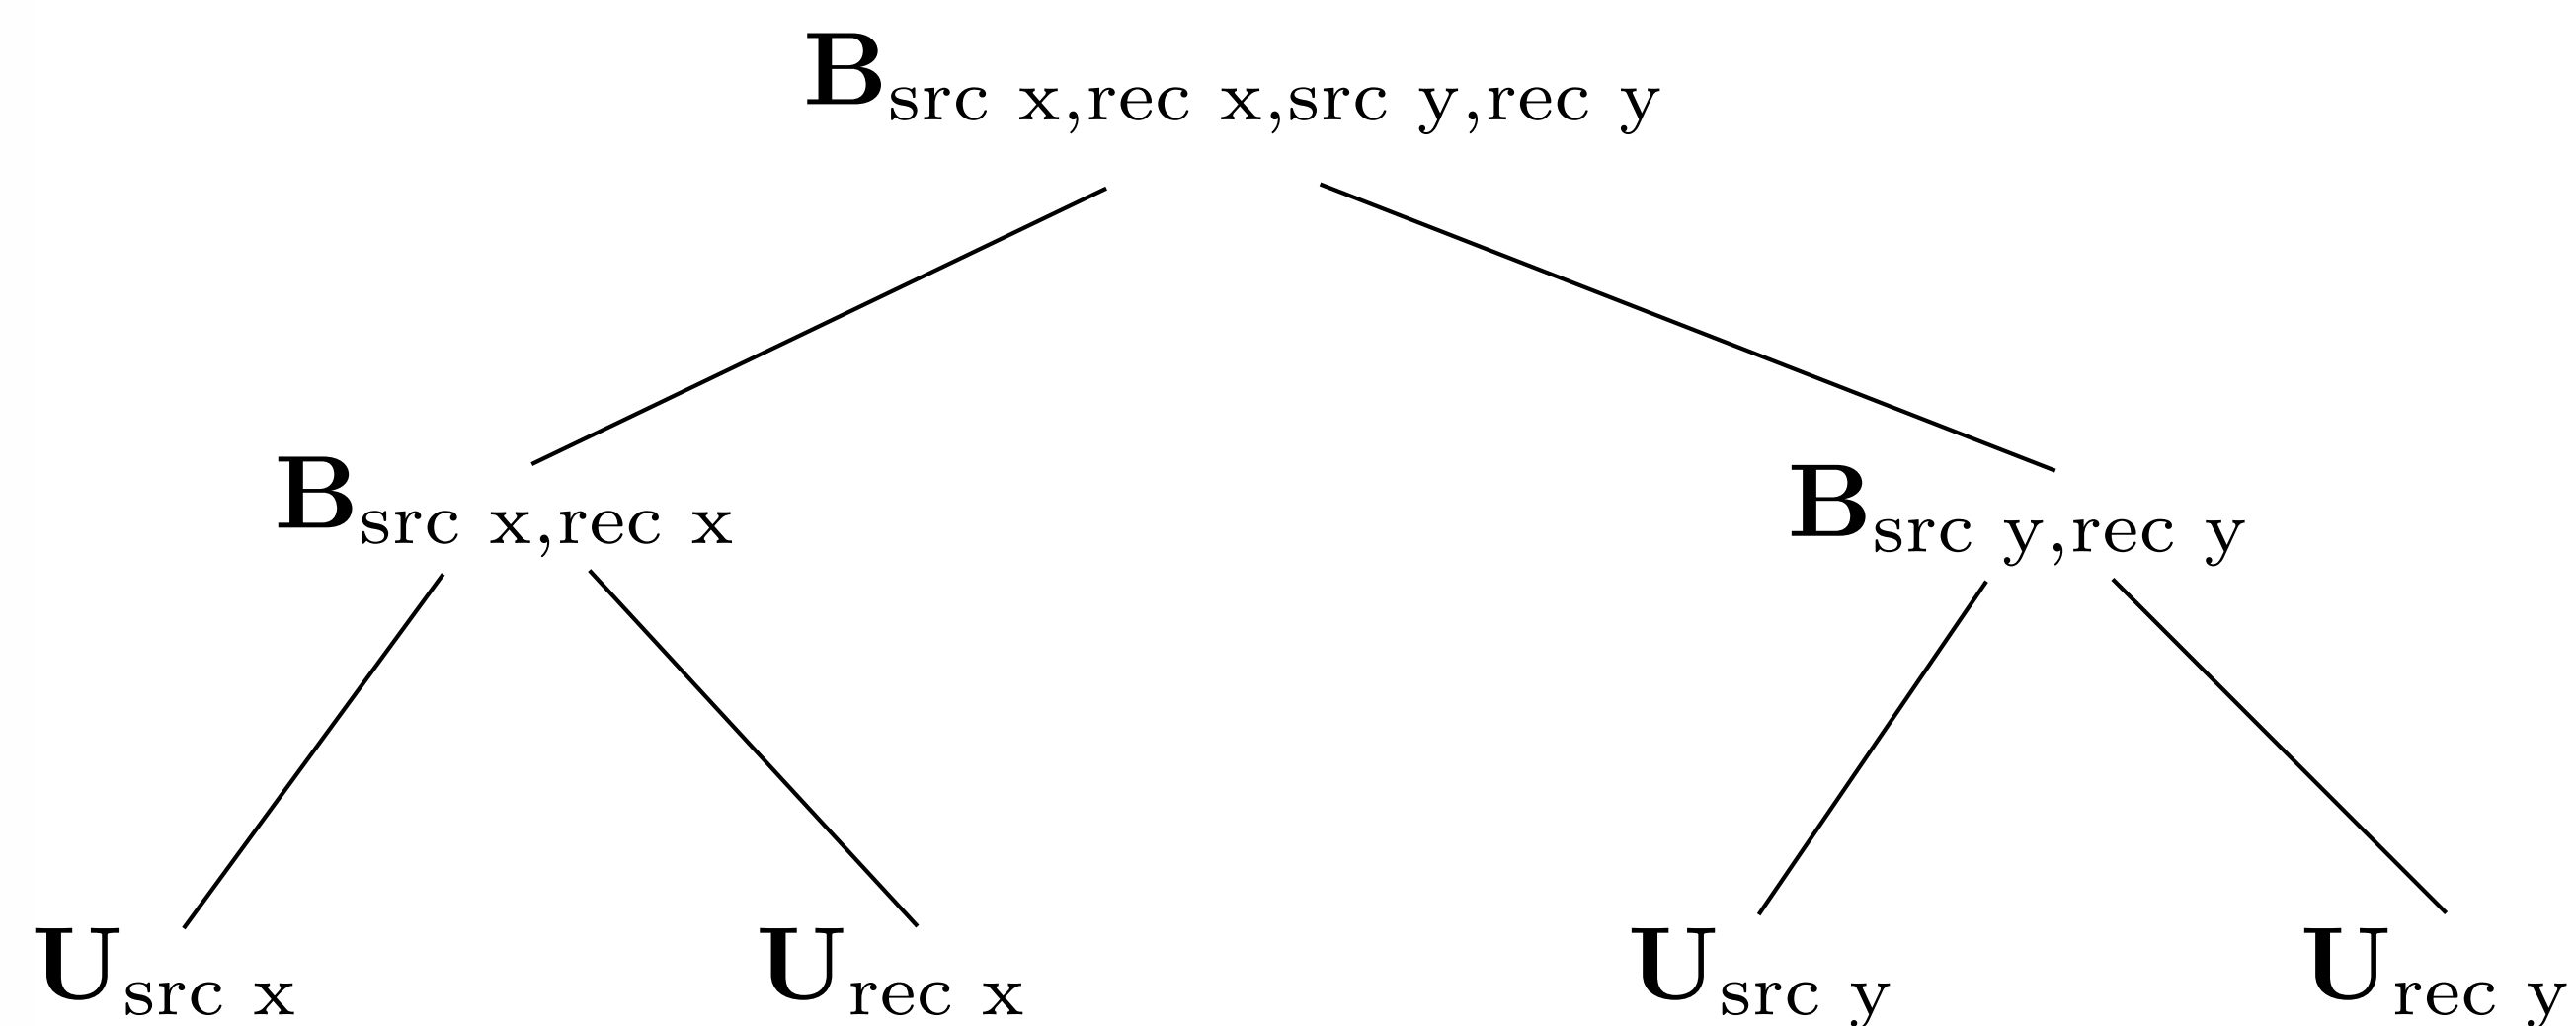 B_src x,rec x,src y,rec y
B_src x,rec x B_src y,rec y
U_src x U_rec x U_src y U_rec y